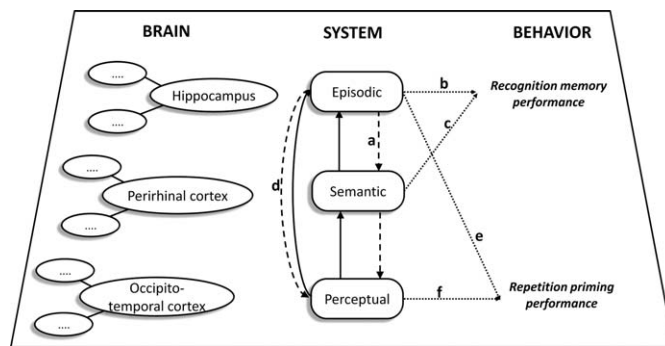 BRAIN
SYSTEM
BEHAVIOR
....
Hippocampus
....
Episodic
b
Recognition memory
performance
a
c
d
....
Perirhinal cortex
....
Semantic
e
....
Occipito-
temporal cortex
....
Perceptual
f
Repetition priming
performance